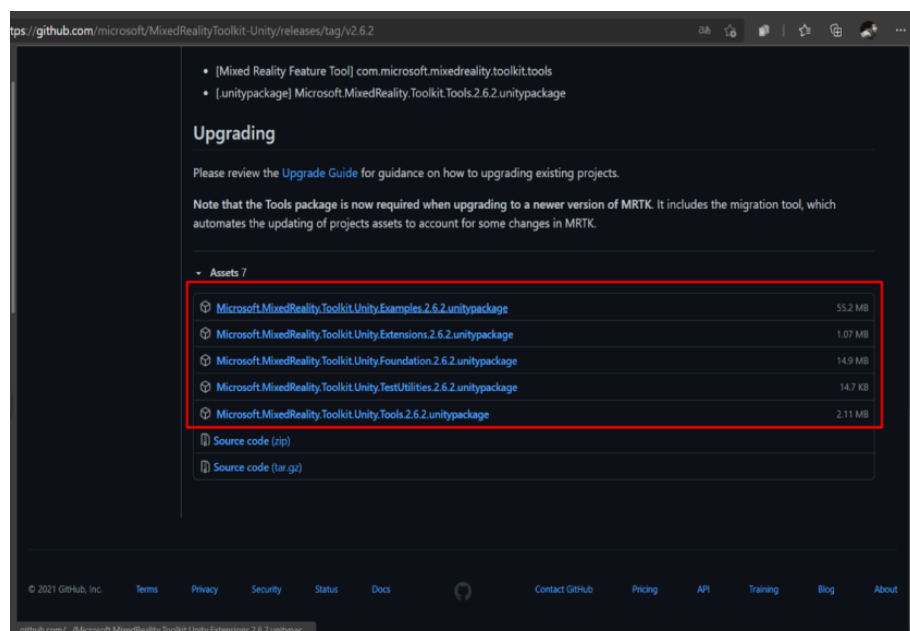 tps://github.com/microsoft/MixedRealityToolkit-Unity/releases/tag/v2.6.2
• [Mixed Reality Feature Tool] com.microsoft.mixedreality.toolkit.tools
• [.unitypackage] Microsoft.MixedReality.Toolkit.Tools.2.6.2.unitypackage
Upgrading
Please review the Upgrade Guide for guidance on how to upgrading existing projects.
Note that the Tools package is now required when upgrading to a newer version of MRTK. It includes the migration tool, which
automates the updating of projects assets to account for some changes in MRTK.
Assets 7
Microsoft.MixedReality.Toolkit.Unity.Examples.2.6.2.unitypackage 55.2 MB
Microsoft.MixedReality.Toolkit.Unity.Extensions.2.6.2.unitypackage 1.07 MB
Microsoft.MixedReality.Toolkit.Unity.Foundation.2.6.2.unitypackage 14.9 MB
Microsoft.MixedReality.Toolkit.Unity.TestUtilities.2.6.2.unitypackage 14.7 KB
Microsoft.MixedReality.Toolkit.Unity.Tools.2.6.2.unitypackage 2.11 MB
Source code (zip)
Source code (tar.gz)
© 2021 GitHub, Inc. Terms Privacy Security Status Docs Contact GitHub Pricing API Training Blog About